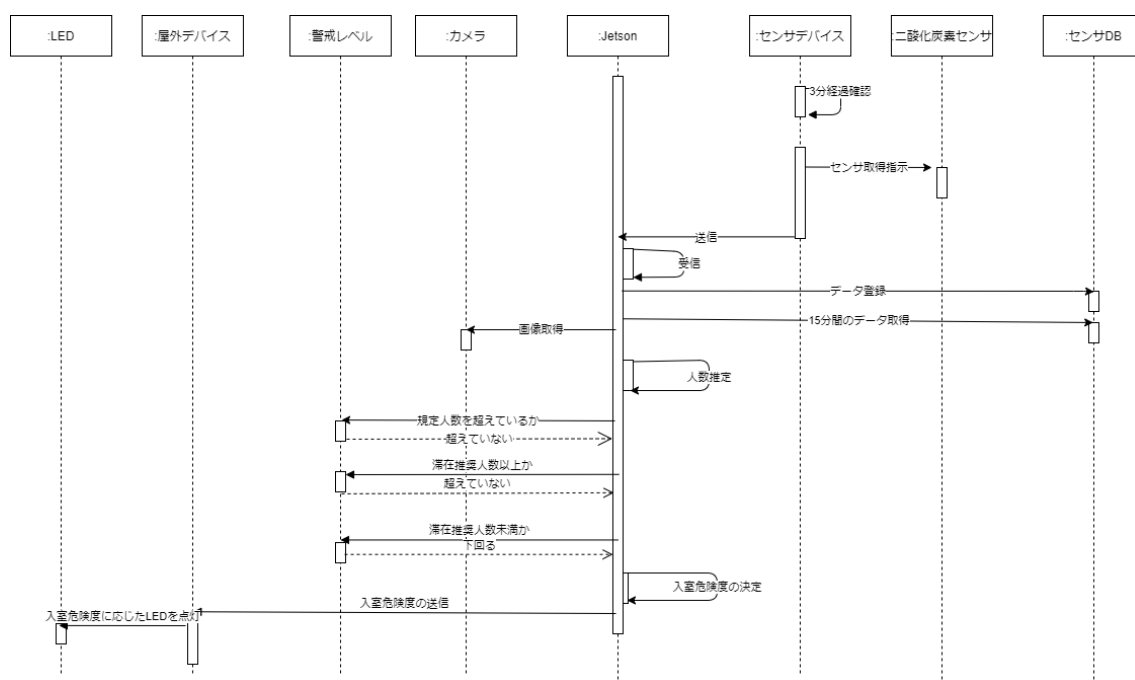 :LED
:屋外デバイス
:警戒レベル
:カメラ
:Jetson
:センサデバイス
:二酸化炭素センサ
:センサDB
3分経過確認
センサ取得指示
送信
受信
データ登録
15分間のデータ取得
画像取得
人数推定
規定人数を超えているか
超えていない
滞在推奨人数以上か
超えていない
滞在推奨人数未満か
下回る
入室危険度の決定
入室危険度の送信
入室危険度に応じたLEDを点灯